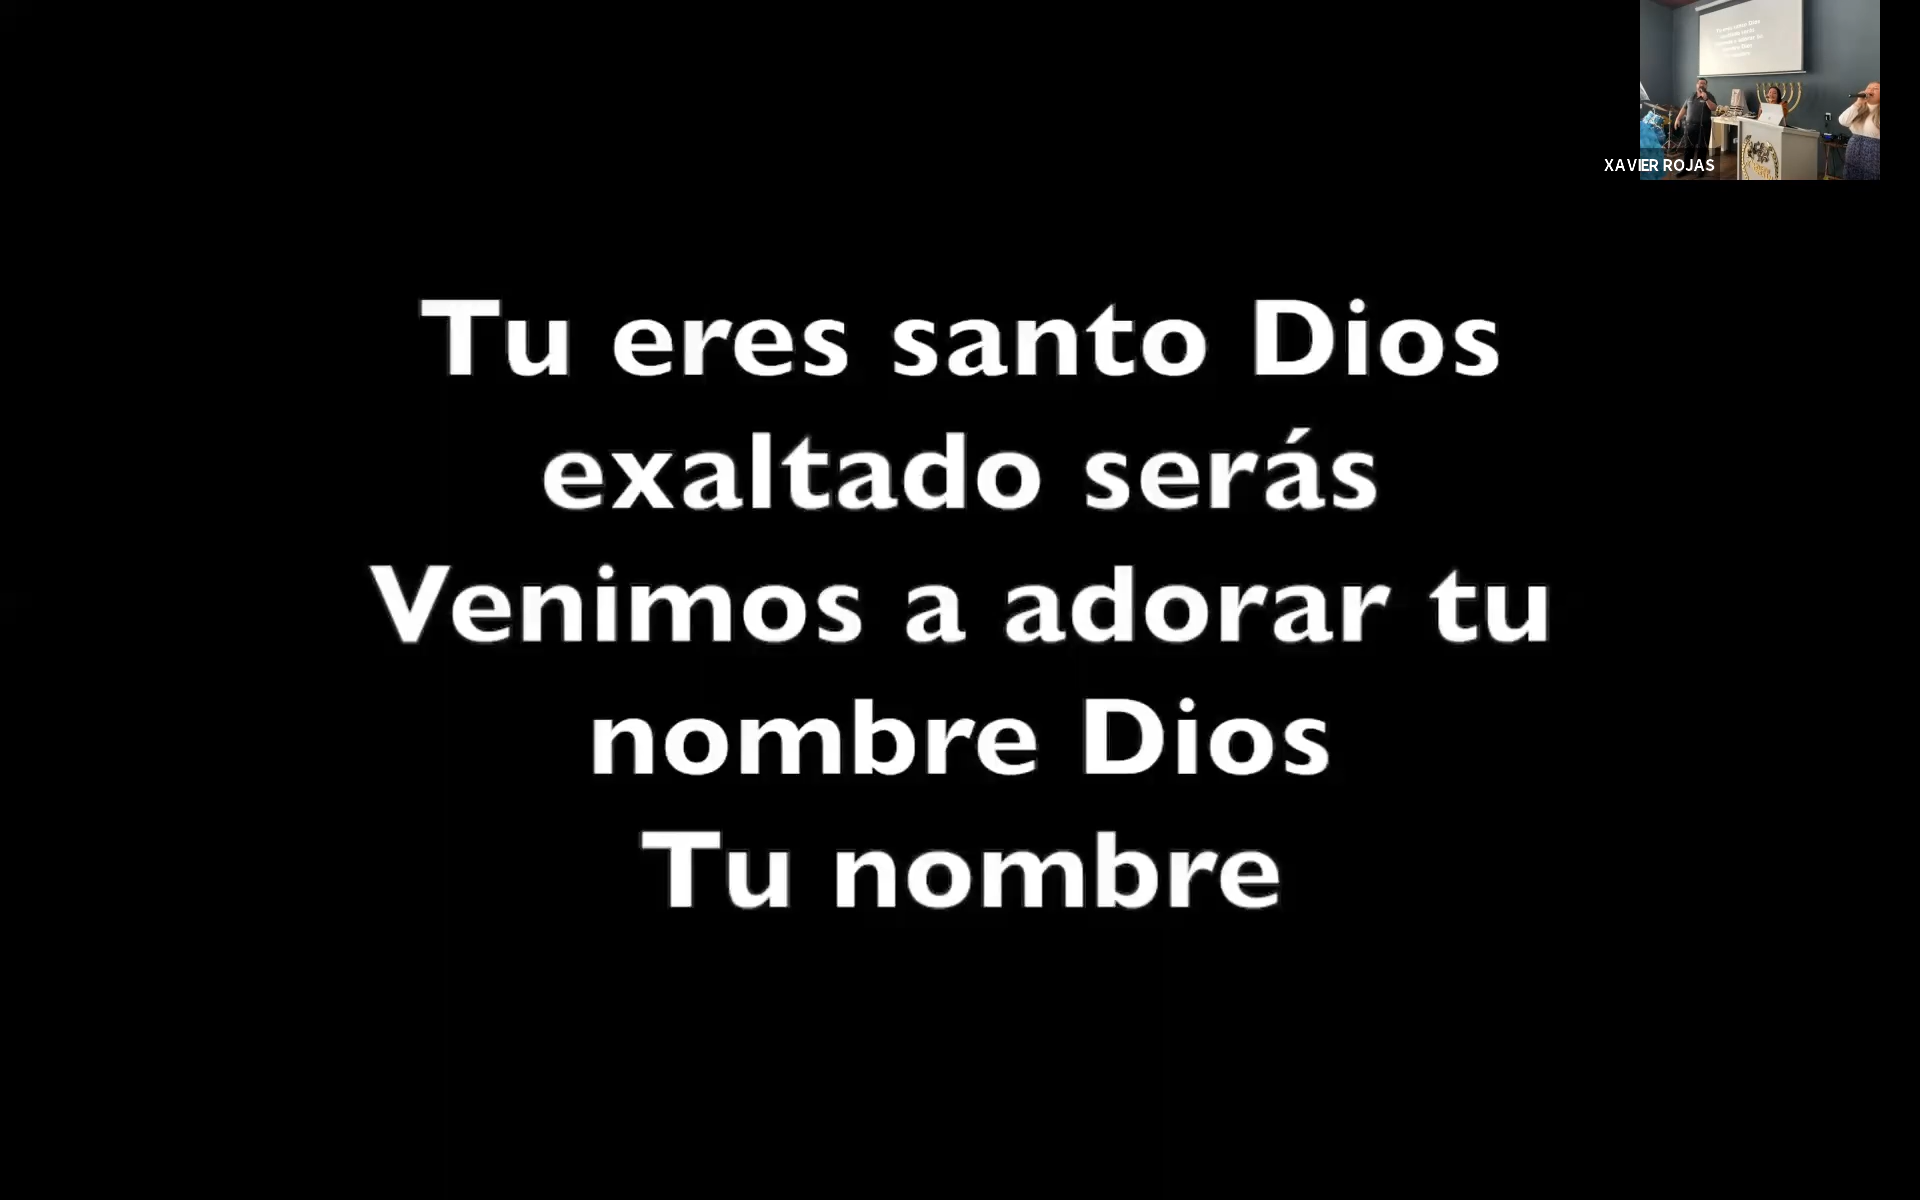 XAVIER ROJAS
Tu eres santo Dios
exaltado serás
Venimos a adorar tu
nombre Dios
Tu nombre